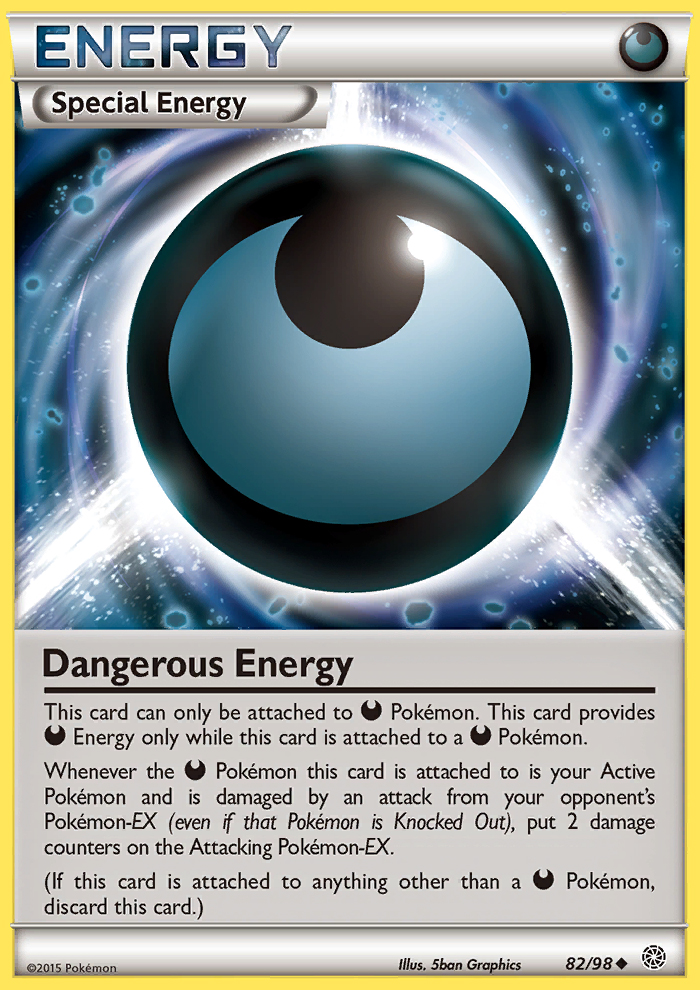 ENERGY
Special Energy
Dangerous Energy
This card can only be attached to Pokémon. This card provides
Energy only while this card is attached to a Pokémon.
Whenever the Pokémon this card is attached to is your Active
Pokémon and is damaged by an attack from your opponent's
Pokémon-EX (even if that Pokémon is Knocked Out), put 2 damage
counters on the Attacking Pokémon-EX.
(If this card is attached to anything other than a Pokémon,
discard this card.)
©2015 Pokémon
Illus. 5ban Graphics
82/98